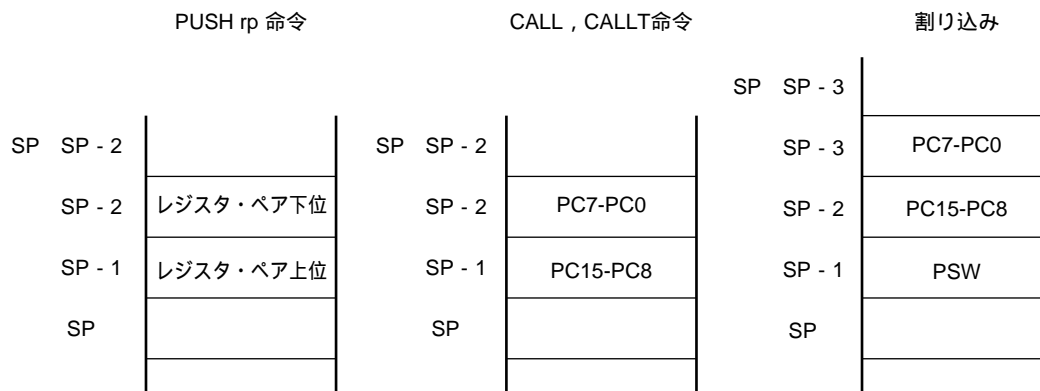 PUSH rp 命令
SP SP - 2
SP - 2 レジスタ・ペア下位
SP - 1 レジスタ・ペア上位
SP
CALL , CALLT命令
SP SP - 2
SP - 2 PC7-PC0
SP - 1 PC15-PC8
SP
割り込み
SP SP - 3
SP - 3 PC7-PC0
SP - 2 PC15-PC8
SP - 1 PSW
SP